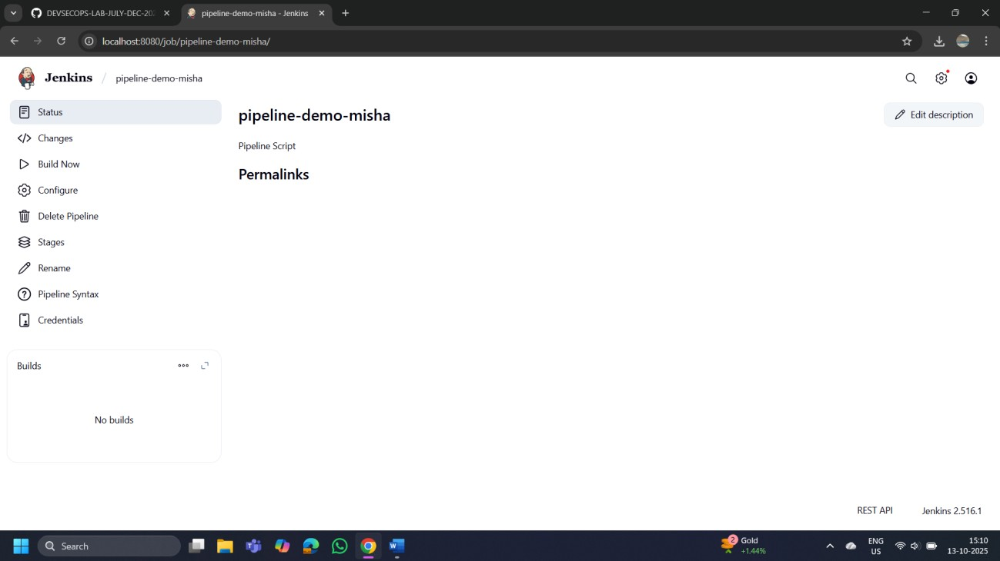 DEVSECOPS-LAB-JULY-DEC-202
pipeline-demo-misha - Jenkins
localhost:8080/job/pipeline-demo-misha/
Jenkins / pipeline-demo-misha
Status
Changes
Build Now
Configure
Delete Pipeline
Stages
Rename
Pipeline Syntax
Credentials
Builds
No builds
pipeline-demo-misha
Edit description
Pipeline Script
Permalinks
REST API
Jenkins 2.516.1
Search
2
Gold
+1.44%
ENG
US
15:10
13-10-2025